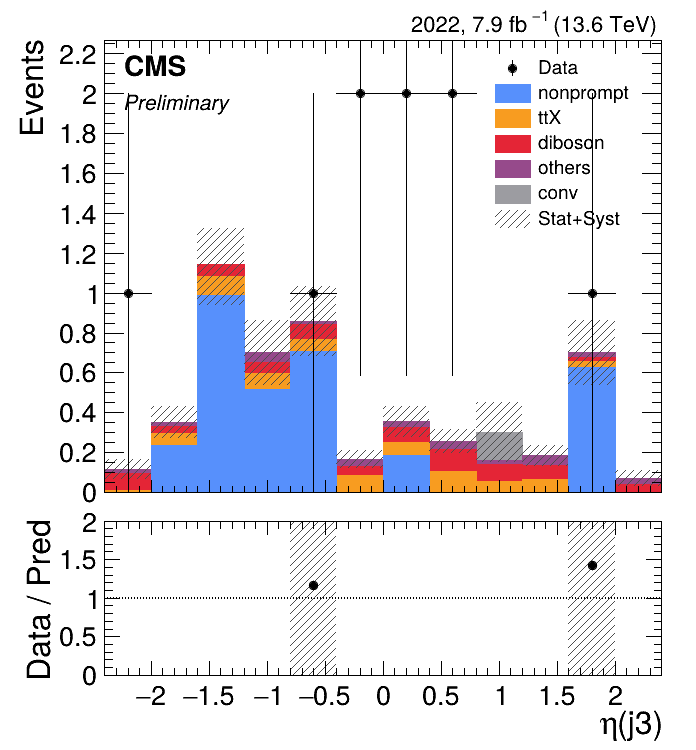 2022, 7.9 fb⁻¹ (13.6 TeV)
Events
CMS
Preliminary
Data
nonprompt
ttX
diboson
others
conv
Stat+Syst
2.2
2
1.8
1.6
1.4
1.2
1
0.8
0.6
0.4
0.2
0
Data / Pred
2
1.5
1
0.5
0
−2 −1.5 −1 −0.5 0 0.5 1 1.5 2
η(j3)